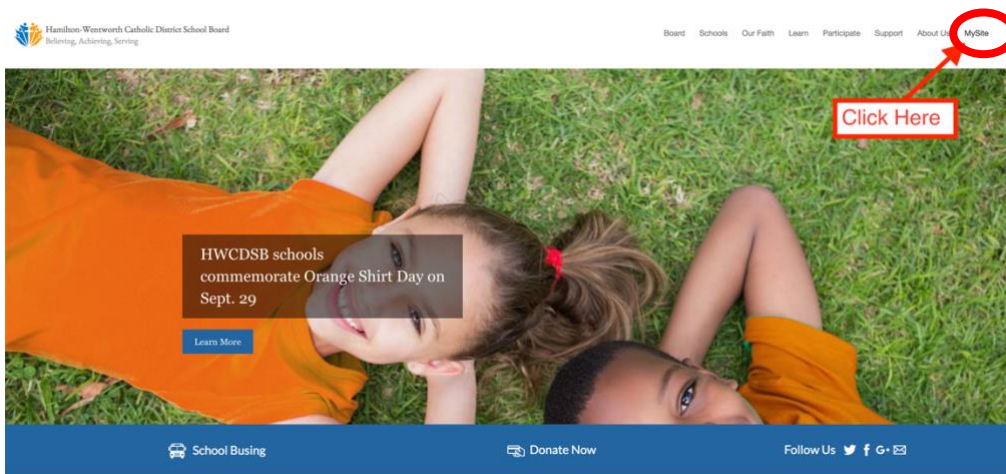 Hamilton-Wentworth Catholic District School Board
Believing, Achieving, Serving
Board Schools Our Faith Learn Participate Support About Us MySite
Click Here
HWCDSB schools
commemorate Orange Shirt Day on
Sept. 29
Learn More
School Busing Donate Now Follow Us